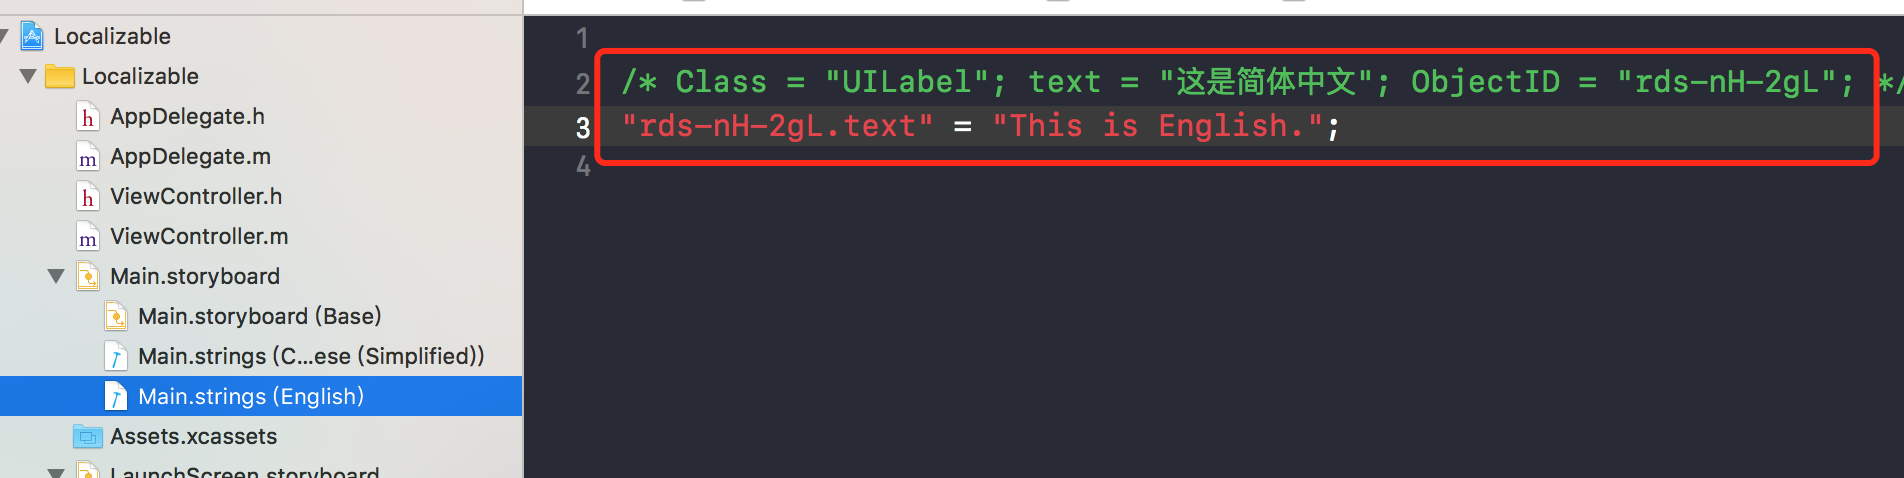 Localizable
Localizable
h AppDelegate.h
m AppDelegate.m
h ViewController.h
m ViewController.m
Main.storyboard
Main.storyboard (Base)
Main.strings (C...ese (Simplified))
Main.strings (English)
Assets.xcassets
LaunchScreen.storyboard
1
2 /* Class = "UILabel"; text = "这是简体中文"; ObjectID = "rds-nH-2gL"; */
3 "rds-nH-2gL.text" = "This is English.";
4